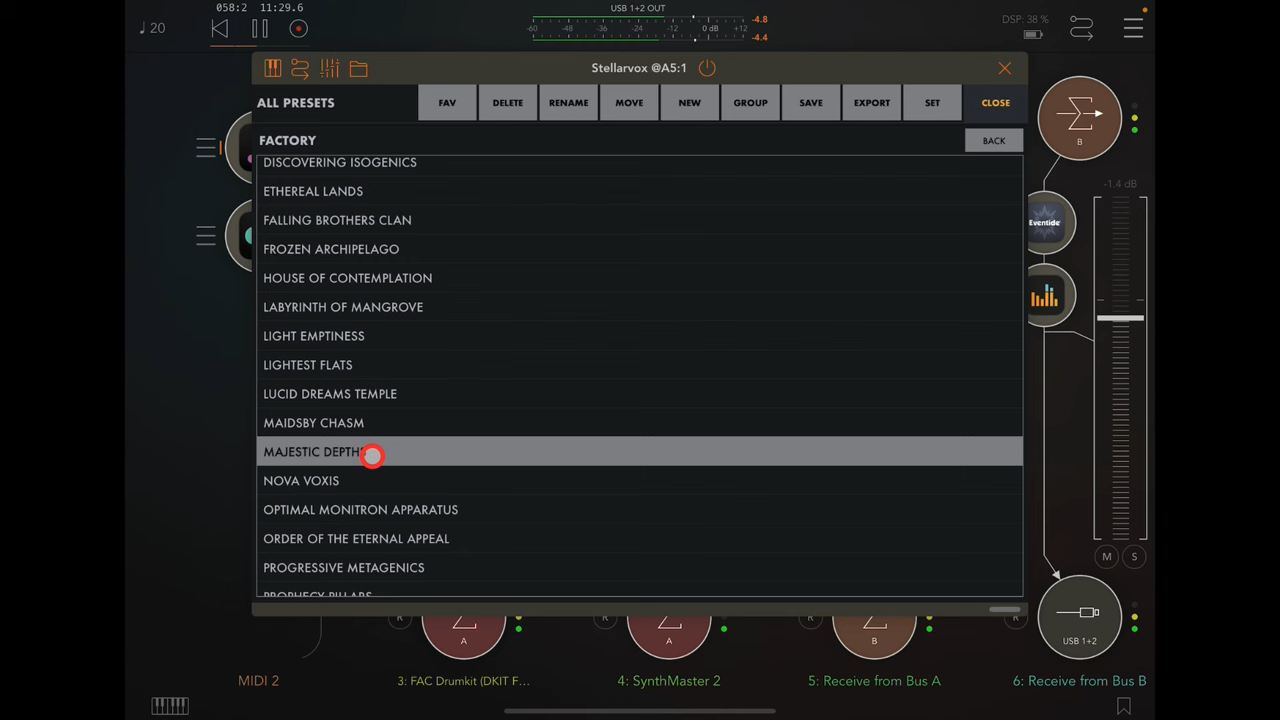 058:2 11:29.6
20
USB 1+2 OUT
-60 -48 -36 -24 -12 0 dB +12
-4.8
-4.4
DSP: 38 %
Stellarvox @A5:1
ALL PRESETS
FAV DELETE RENAME MOVE NEW GROUP SAVE EXPORT SET CLOSE
FACTORY
BACK
DISCOVERING ISOGENICS
ETHEREAL LANDS
FALLING BROTHERS CLAN
FROZEN ARCHIPELAGO
HOUSE OF CONTEMPLATION
LABYRINTH OF MANGROVE
LIGHT EMPTINESS
LIGHTEST FLATS
LUCID DREAMS TEMPLE
MAIDSBY CHASM
MAJESTIC DEPTHS
NOVA VOXIS
OPTIMAL MONITRON APPARATUS
ORDER OF THE ETERNAL APPEAL
PROGRESSIVE METAGENICS
PROPHECY PILLARS
B
-1.4 dB
Eventide
M S
R A R A R B R
USB 1+2
MIDI 2
3: FAC Drumkit (DKIT F...
4: SynthMaster 2
5: Receive from Bus A
6: Receive from Bus B